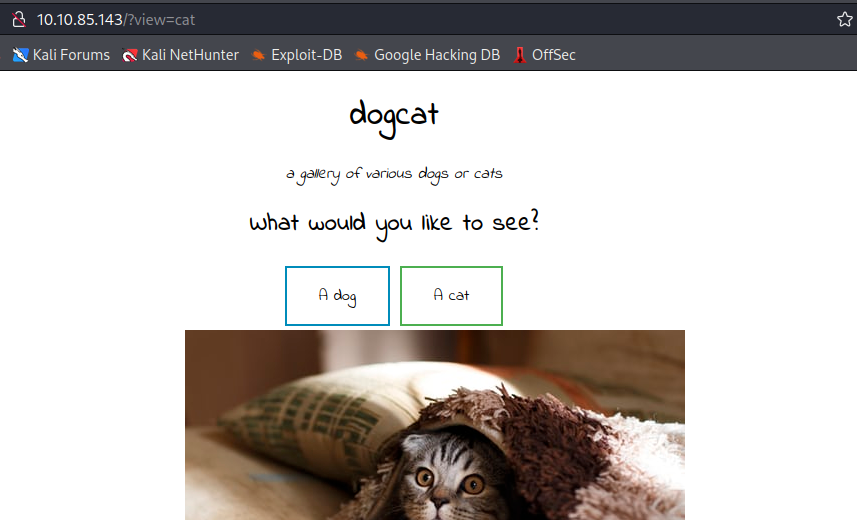 10.10.85.143/?view=cat
Kali Forums Kali NetHunter Exploit-DB Google Hacking DB OffSec
dogcat
a gallery of various dogs or cats
What would you like to see?
A dog A cat